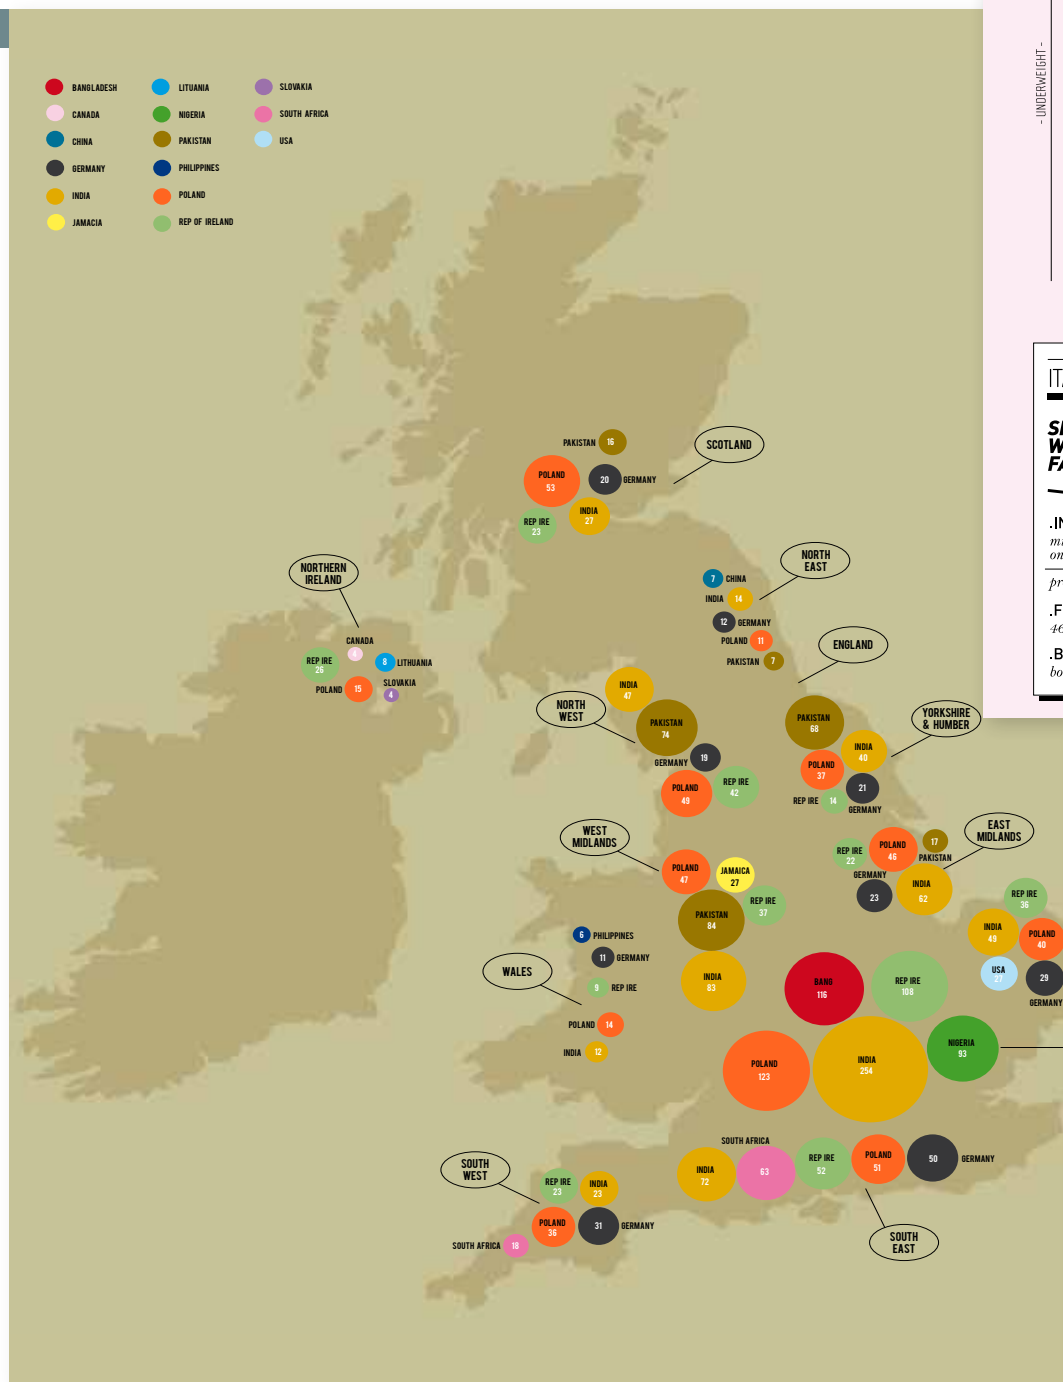 BANGLADESH
CANADA
CHINA
GERMANY
INDIA
JAMACIA
LITUANIA
NIGERIA
PAKISTAN
PHILIPPINES
POLAND
REP OF IRELAND
SLOVAKIA
SOUTH AFRICA
USA
- UNDERWEIGHT -
SCOTLAND
PAKISTAN 16
POLAND
53
20 GERMANY
INDIA
27
REP IRE
23
NORTHERN
IRELAND
CANADA
4
REP IRE
26
8 LITHUANIA
POLAND 15
SLOVAKIA
4
NORTH
EAST
7 CHINA
INDIA 14
12 GERMANY
POLAND 11
PAKISTAN 7
ENGLAND
NORTH
WEST
INDIA
47
PAKISTAN
74
GERMANY 19
POLAND
49
REP IRE
42
YORKSHIRE
& HUMBER
PAKISTAN
68
INDIA
40
POLAND
37
REP IRE 14
21
GERMANY
EAST
MIDLANDS
REP IRE
22
POLAND
46
17
PAKISTAN
GERMANY
23
INDIA
62
WEST
MIDLANDS
POLAND
47
JAMAICA
27
REP IRE
37
PAKISTAN
84
INDIA
83
REP IRE
36
INDIA
49
POLAND
40
USA
27
29
GERMANY
WALES
6 PHILIPPINES
11 GERMANY
9 REP IRE
POLAND 14
INDIA 12
BANG
116
REP IRE
108
POLAND
123
INDIA
254
NIGERIA
93
SOUTH AFRICA
INDIA
72
63
REP IRE
52
POLAND
51
50 GERMANY
SOUTH
EAST
SOUTH
WEST
REP IRE
23
INDIA
23
POLAND
36
31 GERMANY
SOUTH AFRICA 18